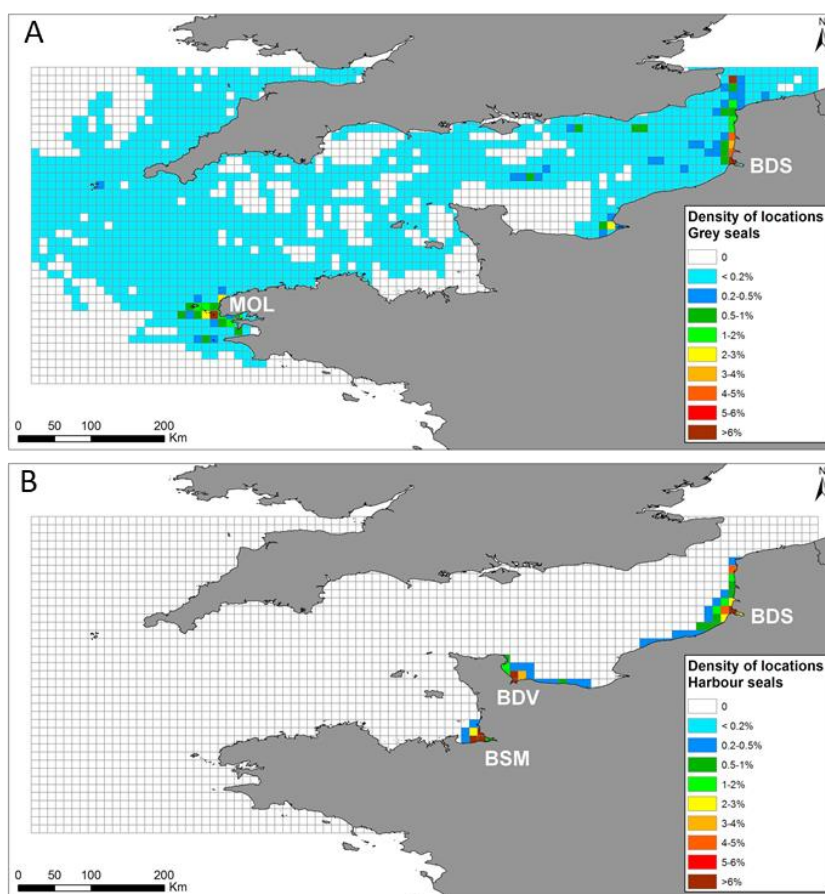 A
N
BDS
MOL
Density of locations
Grey seals
0
< 0.2%
0.2-0.5%
0.5-1%
1-2%
2-3%
3-4%
4-5%
5-6%
>6%
0 50 100 200
Km
B
N
BDS
BDV
BSM
Density of locations
Harbour seals
0
< 0.2%
0.2-0.5%
0.5-1%
1-2%
2-3%
3-4%
4-5%
5-6%
>6%
0 50 100 200
Km